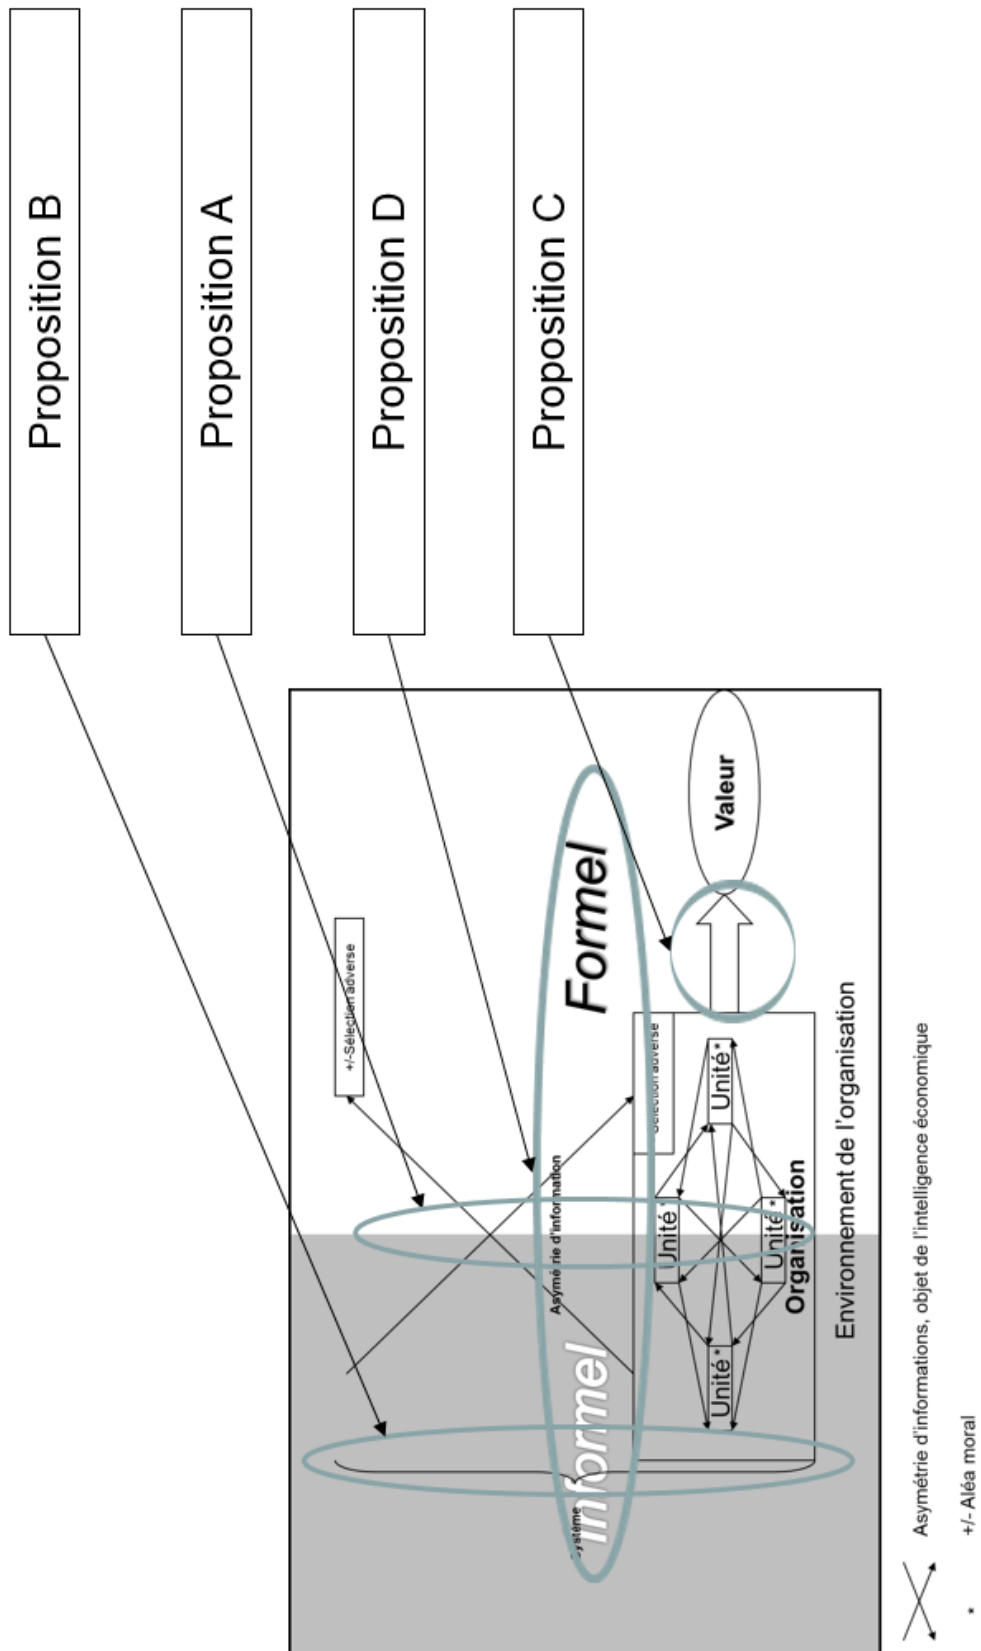 Proposition B
Proposition A
Proposition D
Proposition C
+/-Sélection adverse
Formel
Valeur
Sélection adverse
Asymétrie d'information
Unité*
Unité*
Unité*
Unité*
Organisation
Informel
Système
Environnement de l'organisation
Asymétrie d'informations, objet de l'intelligence économique
* +/- Aléa moral